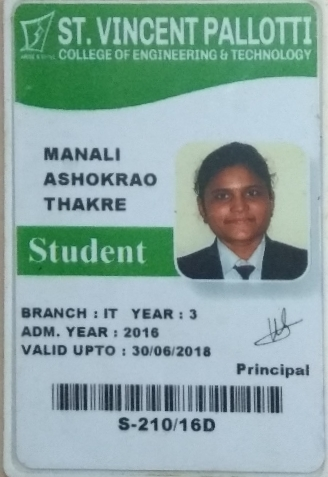 ST. VINCENT PALLOTTI
COLLEGE OF ENGINEERING & TECHNOLOGY
MANALI
ASHOKRAO
THAKRE
Student
BRANCH : IT YEAR : 3
ADM. YEAR : 2016
VALID UPTO : 30/06/2018
Principal
S-210/16D